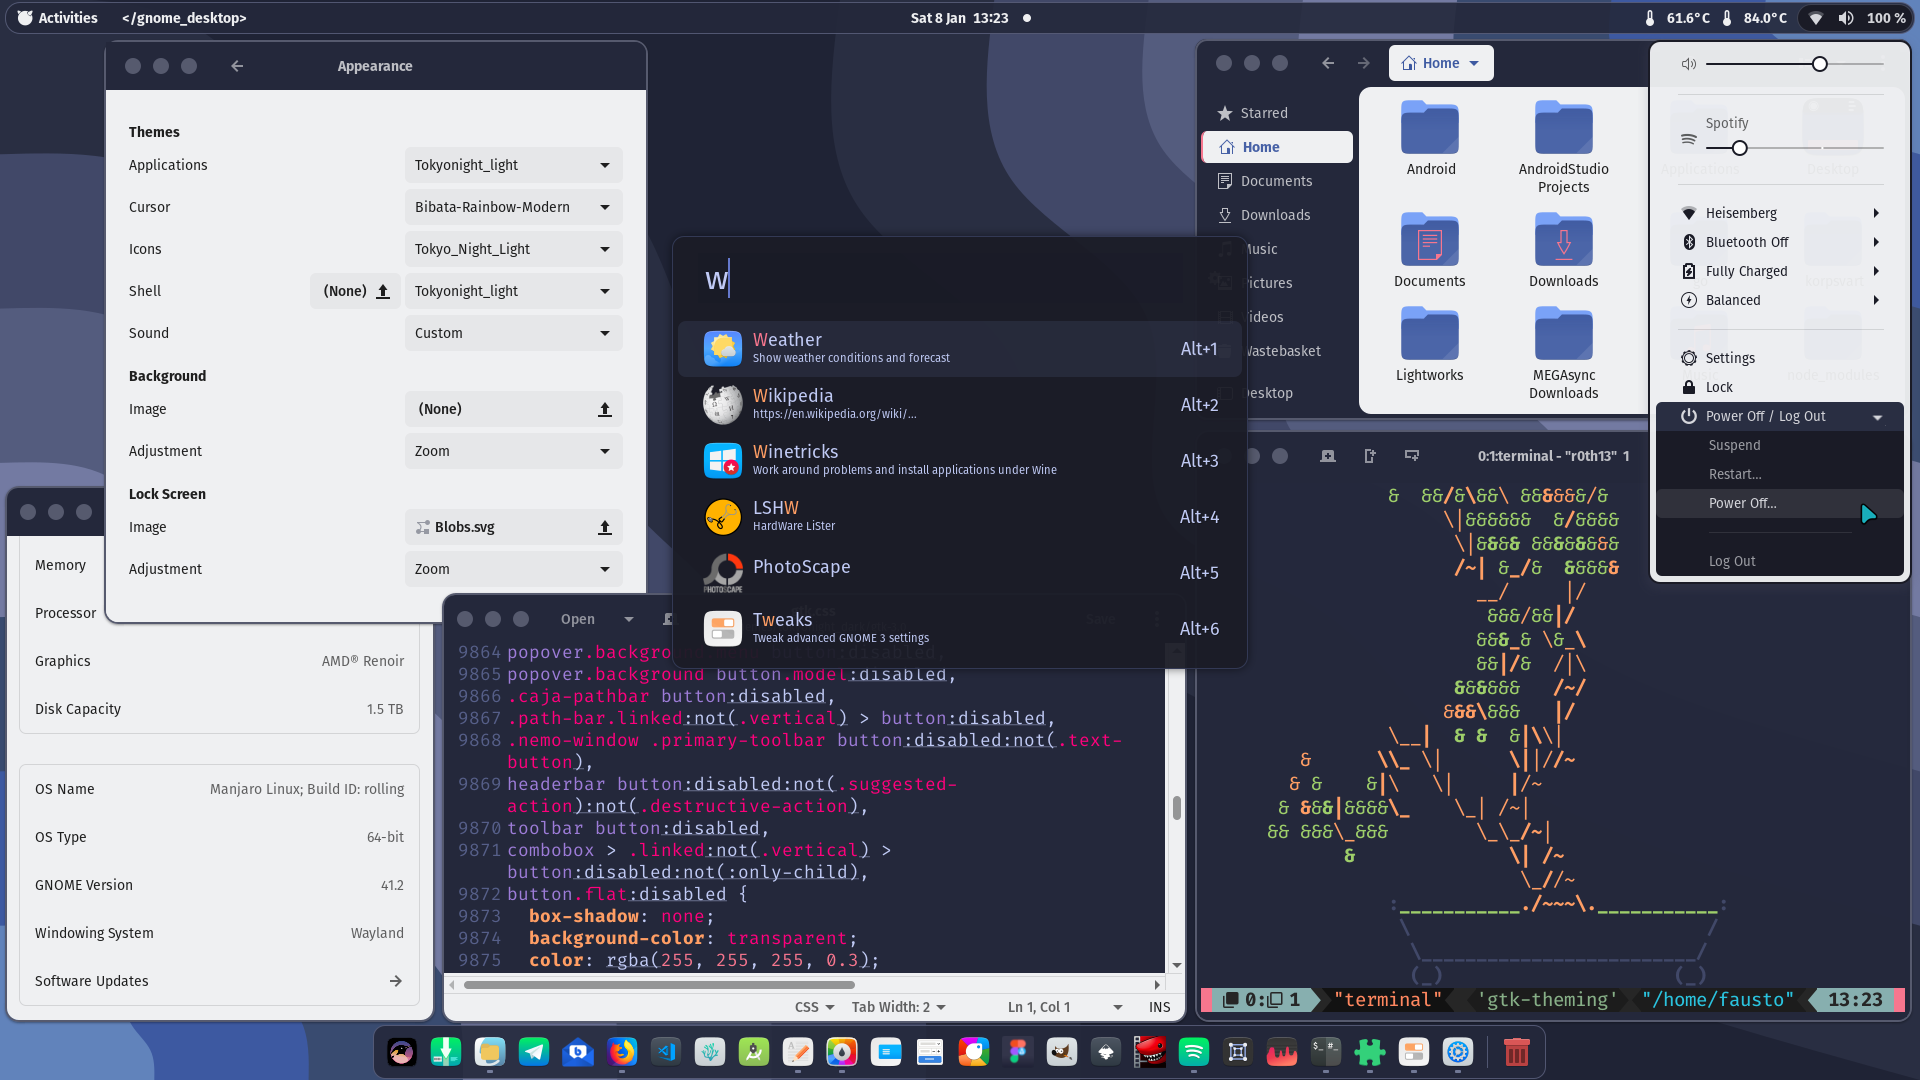 Activities
</gnome_desktop>
Sat 8 Jan 13:23
61.6°C
84.0°C
100 %
Appearance
Themes
Applications
Tokyonight_light
Cursor
Bibata-Rainbow-Modern
Icons
Tokyo_Night_Light
Shell
(None)
Tokyonight_light
Sound
Custom
Background
Image
(None)
Adjustment
Zoom
Lock Screen
Image
Blobs.svg
Adjustment
Zoom
Memory
Processor
Graphics
AMD® Renoir
Disk Capacity
1.5 TB
OS Name
Manjaro Linux; Build ID: rolling
OS Type
64-bit
GNOME Version
41.2
Windowing System
Wayland
Software Updates
W
Weather
Show weather conditions and forecast
Alt+1
Wikipedia
https://en.wikipedia.org/wiki/...
Alt+2
Winetricks
Work around problems and install applications under Wine
Alt+3
LSHW
HardWare LiSter
Alt+4
PhotoScape
Alt+5
Tweaks
Tweak advanced GNOME 3 settings
Alt+6
Open
Save
9864 popover.backgro
button:disabled,
9865 popover.background button.model:disabled,
9866 .caja-pathbar button:disabled,
9867 .path-bar.linked:not(.vertical) > button:disabled,
9868 .nemo-window .primary-toolbar button:disabled:not(.text-
button),
9869 headerbar button:disabled:not(.suggested-
action):not(.destructive-action),
9870 toolbar button:disabled,
9871 combobox > .linked:not(.vertical) >
button:disabled:not(:only-child),
9872 button.flat:disabled {
9873 box-shadow: none;
9874 background-color: transparent;
9875 color: rgba(255, 255, 255, 0.3);
CSS
Tab Width: 2
Ln 1, Col 1
INS
Home
Starred
Home
Documents
Downloads
Music
Pictures
Videos
Wastebasket
Desktop
Android
AndroidStudio
Projects
Documents
Downloads
Lightworks
MEGAsync
Downloads
Applications
Desktop
node_modules
Spotify
Heisemberg
Bluetooth Off
Fully Charged
Balanced
Settings
Lock
Power Off / Log Out
Suspend
Restart...
Power Off...
Log Out
0:1:terminal - "r0th13" 1
& &&/&\&&\ &&&&&&/&
\|&&&&&& &/&&&&
\|&&&& &&&&&&&&
/~| &_/& &&&&&
__/ |/
&&&/&&|/
&&&_& \&_\
&&|/& /|\
&&&&&& /~/
&&&\&&& |/
\__| & & &|\\|
& \\_ \| \||//~
& & &|\ \| |/~
& &&&|&&&&\_ \_| /~|
&& &&&\_&&& \_\_/~|
& \| /~
\_//~
:___________./~~~\.___________:
\ /
\_________________________/
(_) (_)
0: 1
"terminal"
'gtk-theming'
"/home/fausto"
13:23